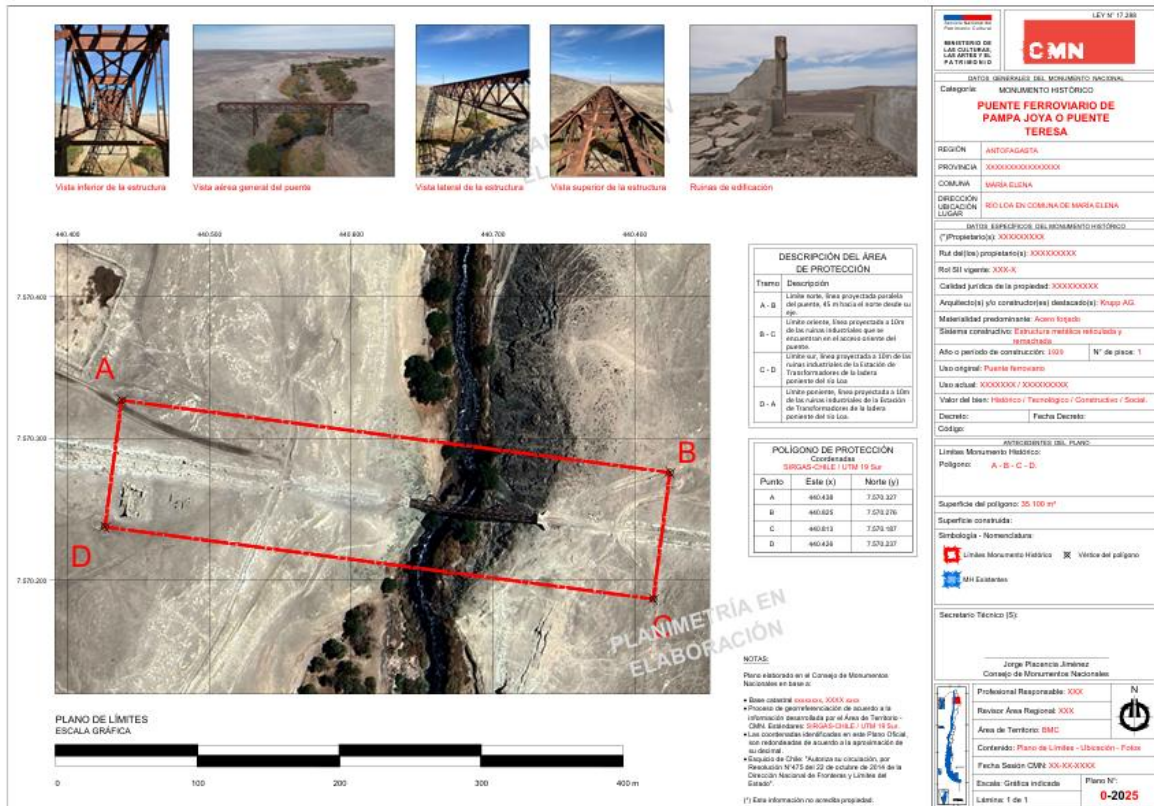 Vista inferior de la estructura
Vista aérea general del puente
Vista lateral de la estructura
Vista superior de la estructura
Ruinas de edificación
440.400
440.500
440.600
440.700
440.800
7.570.400
7.570.300
7.570.200
A
B
C
D
PLANIMETRÍA EN
ELABORACIÓN
PLANO DE LÍMITES
ESCALA GRÁFICA
0
100
200
300
400 m
DESCRIPCIÓN DEL ÁREA
DE PROTECCIÓN
Tramo Descripción
A - B Límite norte, línea proyectada paralela
del puente, 45 m hacia el norte desde su
eje.
B - C Límite oriente, línea proyectada a 10m
de las ruinas industriales que se
encuentran en el acceso oriente del
puente.
C - D Límite sur, línea proyectada a 10m de las
ruinas industriales de la Estación de
Transformadores de la ladera
poniente del río Loa
D - A Límite poniente, línea proyectada a 10m
de las ruinas industriales de la Estación
de Transformadores de la ladera
poniente del río Loa.
POLÍGONO DE PROTECCIÓN
Coordenadas
SIRGAS-CHILE / UTM 19 Sur
Punto Este (x) Norte (y)
A 440.438 7.570.327
B 440.825 7.570.276
C 440.813 7.570.187
D 440.426 7.570.237
NOTAS:
Plano elaborado en el Consejo de Monumentos
Nacionales en base a:
• Base catastral xxxxxxxx, XXXX xxxx
• Proceso de georreferenciación de acuerdo a la
información desarrollada por el Área de Territorio -
CMN. Estándares: SIRGAS-CHILE / UTM 19 Sur.
• Las coordenadas identificadas en este Plano Oficial,
son redondeadas de acuerdo a la aproximación de
su decimal.
• Esquicio de Chile: "Autoriza su circulación, por
Resolución N°475 del 22 de octubre de 2014 de la
Dirección Nacional de Fronteras y Límites del
Estado".
(*) Esta información no acredita propiedad.
LEY N° 17.288
Servicio Nacional del
Patrimonio Cultural
MINISTERIO DE
LAS CULTURAS,
LAS ARTES Y EL
PATRIMONIO
CMN
DATOS GENERALES DEL MONUMENTO NACIONAL
Categoría: MONUMENTO HISTÓRICO
PUENTE FERROVIARIO DE
PAMPA JOYA O PUENTE
TERESA
REGIÓN ANTOFAGASTA
PROVINCIA XXXXXXXXXXXXXXXX
COMUNA MARÍA ELENA
DIRECCIÓN
UBICACIÓN
LUGAR
RÍO LOA EN COMUNA DE MARÍA ELENA
DATOS ESPECÍFICOS DEL MONUMENTO HISTÓRICO
(*)Propietario(s): XXXXXXXXX
Rut del(los) propietario(s): XXXXXXXXX
Rol SII vigente: XXX-X
Calidad jurídica de la propiedad: XXXXXXXXX
Arquitecto(s) y/o constructor(es) destacado(s): Krupp AG
Materialidad predominante: Acero forjado
Sistema constructivo: Estructura metálica reticulada y
remachada
Año o período de construcción: 1929 N° de pisos: 1
Uso original: Puente ferroviario
Uso actual: XXXXXXX / XXXXXXXXX
Valor del bien: Histórico / Tecnológico / Constructivo / Social.
Decreto: Fecha Decreto:
Código:
ANTECEDENTES DEL PLANO
Límites Monumento Histórico:
Polígono: A - B - C - D.
Superficie del polígono: 35.100 m²
Superficie construida:
Simbología - Nomenclatura:
Límites Monumento Histórico Vértice del polígono
MH Existentes
Secretario Técnico (S):
Jorge Placencia Jiménez
Consejo de Monumentos Nacionales
Profesional Responsable: XXX
Revisor Área Regional: XXX
Área de Territorio: BMC
N
Contenido: Plano de Límites - Ubicación - Fotos
Fecha Sesión CMN: XX-XX-XXXX
Escala: Gráfica indicada
Lámina: 1 de 1
Plano N°:
0-2025